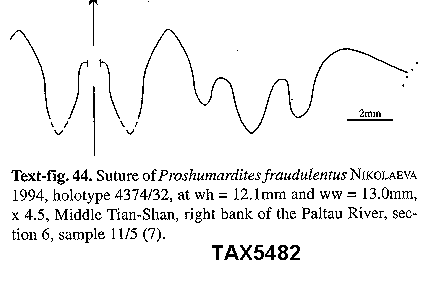 2mm
Text-fig. 44. Suture of Proshumardites fraudulentus NIKOLAEVA
1994, holotype 4374/32, at wh = 12.1mm and ww = 13.0mm,
x 4.5, Middle Tian-Shan, right bank of the Paltau River, sec-
tion 6, sample 11/5 (7).
TAX5482